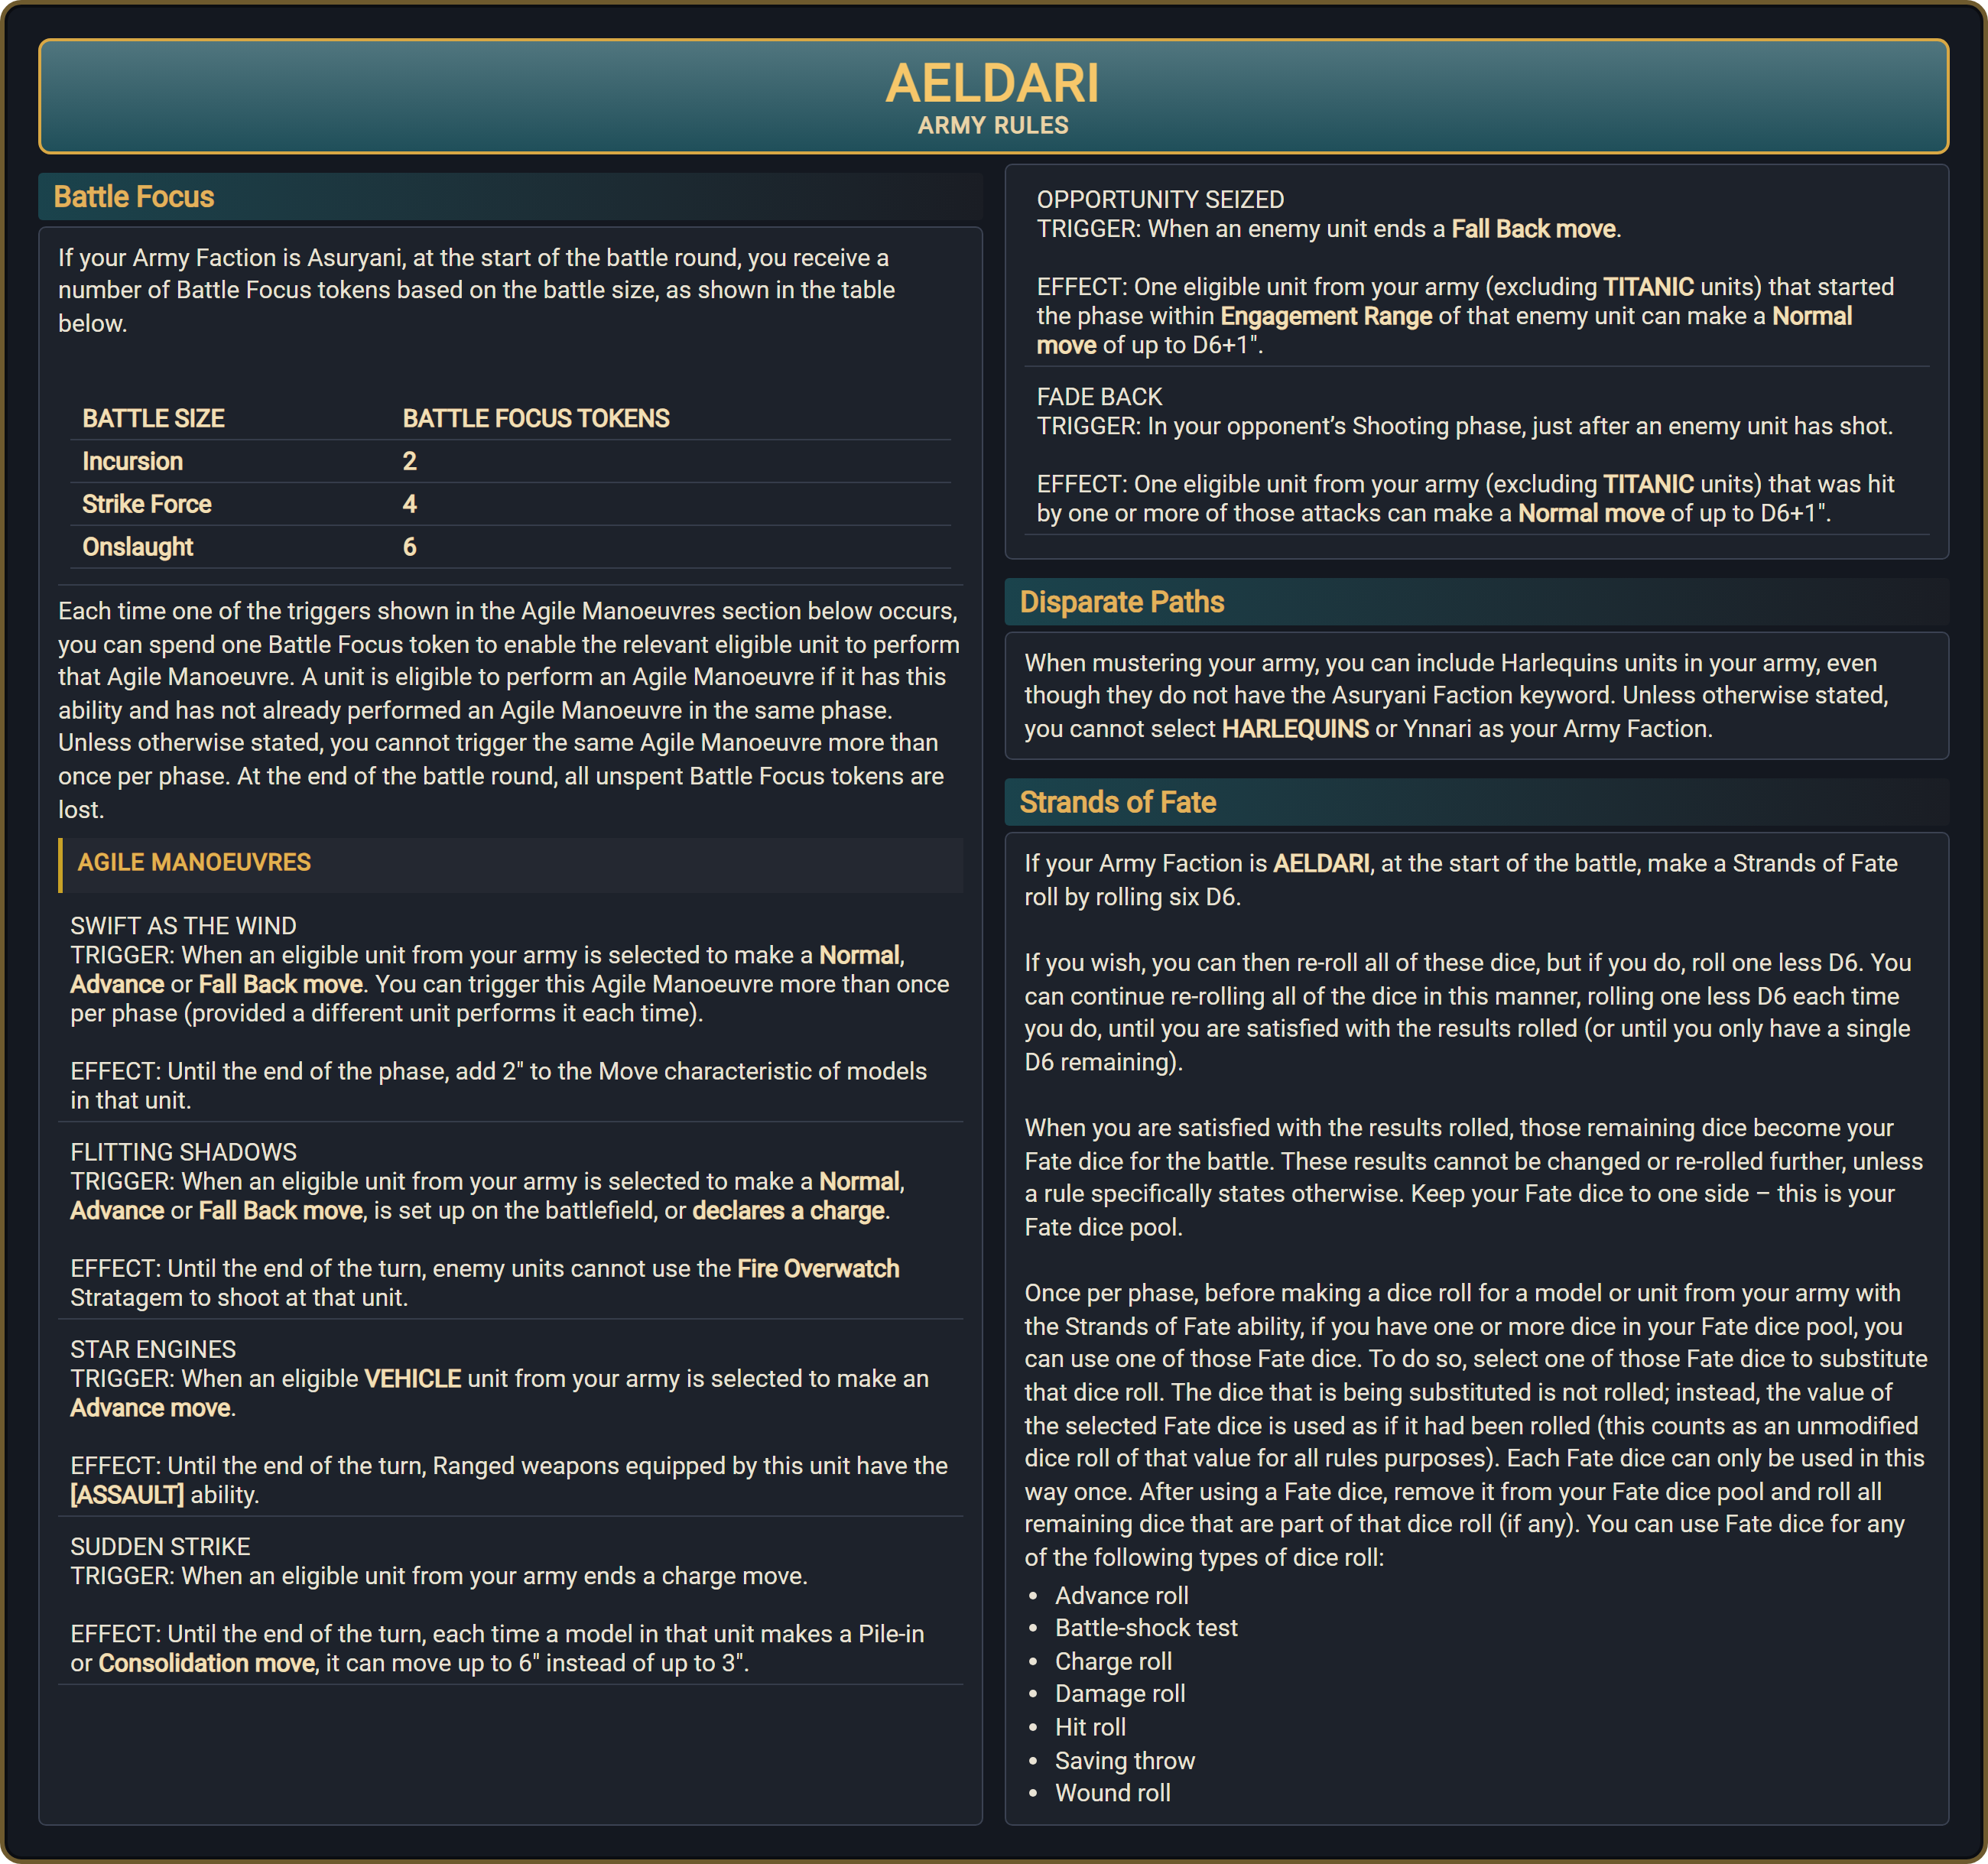 AELDARI
ARMY RULES
Battle Focus
If your Army Faction is Asuryani, at the start of the battle round, you receive a
number of Battle Focus tokens based on the battle size, as shown in the table
below.
BATTLE SIZE BATTLE FOCUS TOKENS
Incursion 2
Strike Force 4
Onslaught 6
Each time one of the triggers shown in the Agile Manoeuvres section below occurs,
you can spend one Battle Focus token to enable the relevant eligible unit to perform
that Agile Manoeuvre. A unit is eligible to perform an Agile Manoeuvre if it has this
ability and has not already performed an Agile Manoeuvre in the same phase.
Unless otherwise stated, you cannot trigger the same Agile Manoeuvre more than
once per phase. At the end of the battle round, all unspent Battle Focus tokens are
lost.
AGILE MANOEUVRES
SWIFT AS THE WIND
TRIGGER: When an eligible unit from your army is selected to make a Normal,
Advance or Fall Back move. You can trigger this Agile Manoeuvre more than once
per phase (provided a different unit performs it each time).
EFFECT: Until the end of the phase, add 2" to the Move characteristic of models
in that unit.
FLITTING SHADOWS
TRIGGER: When an eligible unit from your army is selected to make a Normal,
Advance or Fall Back move, is set up on the battlefield, or declares a charge.
EFFECT: Until the end of the turn, enemy units cannot use the Fire Overwatch
Stratagem to shoot at that unit.
STAR ENGINES
TRIGGER: When an eligible VEHICLE unit from your army is selected to make an
Advance move.
EFFECT: Until the end of the turn, Ranged weapons equipped by this unit have the
[ASSAULT] ability.
SUDDEN STRIKE
TRIGGER: When an eligible unit from your army ends a charge move.
EFFECT: Until the end of the turn, each time a model in that unit makes a Pile-in
or Consolidation move, it can move up to 6" instead of up to 3".
OPPORTUNITY SEIZED
TRIGGER: When an enemy unit ends a Fall Back move.
EFFECT: One eligible unit from your army (excluding TITANIC units) that started
the phase within Engagement Range of that enemy unit can make a Normal
move of up to D6+1".
FADE BACK
TRIGGER: In your opponent’s Shooting phase, just after an enemy unit has shot.
EFFECT: One eligible unit from your army (excluding TITANIC units) that was hit
by one or more of those attacks can make a Normal move of up to D6+1".
Disparate Paths
When mustering your army, you can include Harlequins units in your army, even
though they do not have the Asuryani Faction keyword. Unless otherwise stated,
you cannot select HARLEQUINS or Ynnari as your Army Faction.
Strands of Fate
If your Army Faction is AELDARI, at the start of the battle, make a Strands of Fate
roll by rolling six D6.
If you wish, you can then re-roll all of these dice, but if you do, roll one less D6. You
can continue re-rolling all of the dice in this manner, rolling one less D6 each time
you do, until you are satisfied with the results rolled (or until you only have a single
D6 remaining).
When you are satisfied with the results rolled, those remaining dice become your
Fate dice for the battle. These results cannot be changed or re-rolled further, unless
a rule specifically states otherwise. Keep your Fate dice to one side – this is your
Fate dice pool.
Once per phase, before making a dice roll for a model or unit from your army with
the Strands of Fate ability, if you have one or more dice in your Fate dice pool, you
can use one of those Fate dice. To do so, select one of those Fate dice to substitute
that dice roll. The dice that is being substituted is not rolled; instead, the value of
the selected Fate dice is used as if it had been rolled (this counts as an unmodified
dice roll of that value for all rules purposes). Each Fate dice can only be used in this
way once. After using a Fate dice, remove it from your Fate dice pool and roll all
remaining dice that are part of that dice roll (if any). You can use Fate dice for any
of the following types of dice roll:
• Advance roll
• Battle-shock test
• Charge roll
• Damage roll
• Hit roll
• Saving throw
• Wound roll